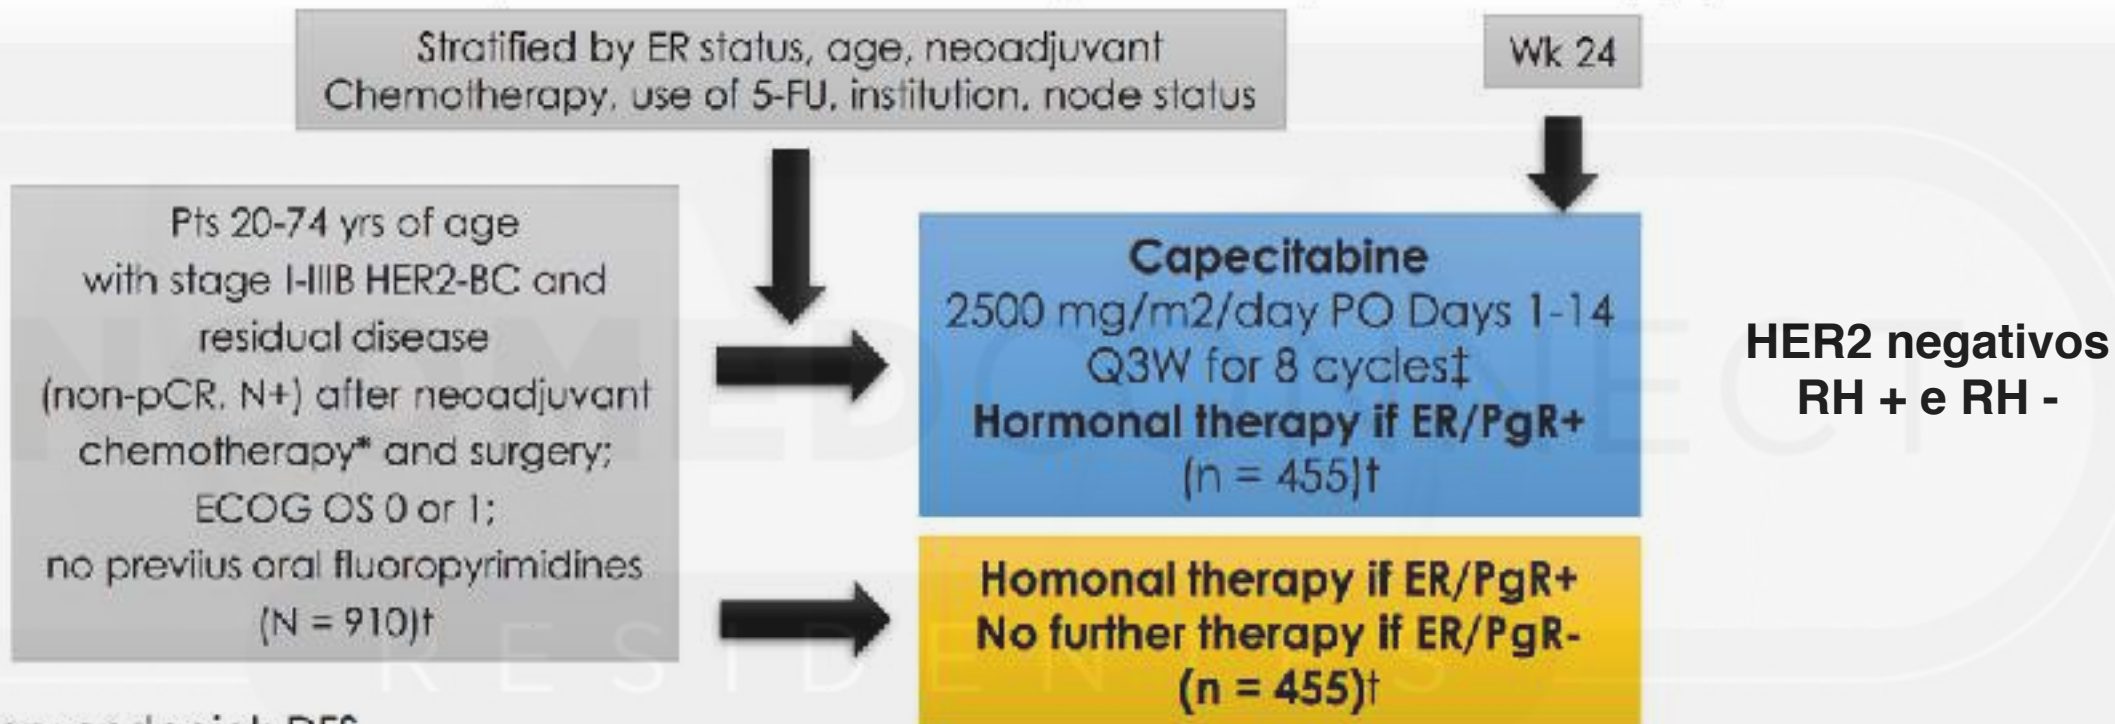 Stratified by ER status, age, neoadjuvant
Chemotherapy, use of 5-FU, institution, node status
Wk 24
Pts 20-74 yrs of age
with stage I-IIIB HER2-BC and
residual disease
(non-pCR, N+) after neoadjuvant
chemotherapy* and surgery;
ECOG OS 0 or 1;
no previius oral fluoropyrimidines
(N = 910)†
Capecitabine
2500 mg/m2/day PO Days 1-14
Q3W for 8 cycles‡
Hormonal therapy if ER/PgR+
(n = 455)†
Homonal therapy if ER/PgR+
No further therapy if ER/PgR-
(n = 455)†
HER2 negativos
RH + e RH -
RESIDENTS